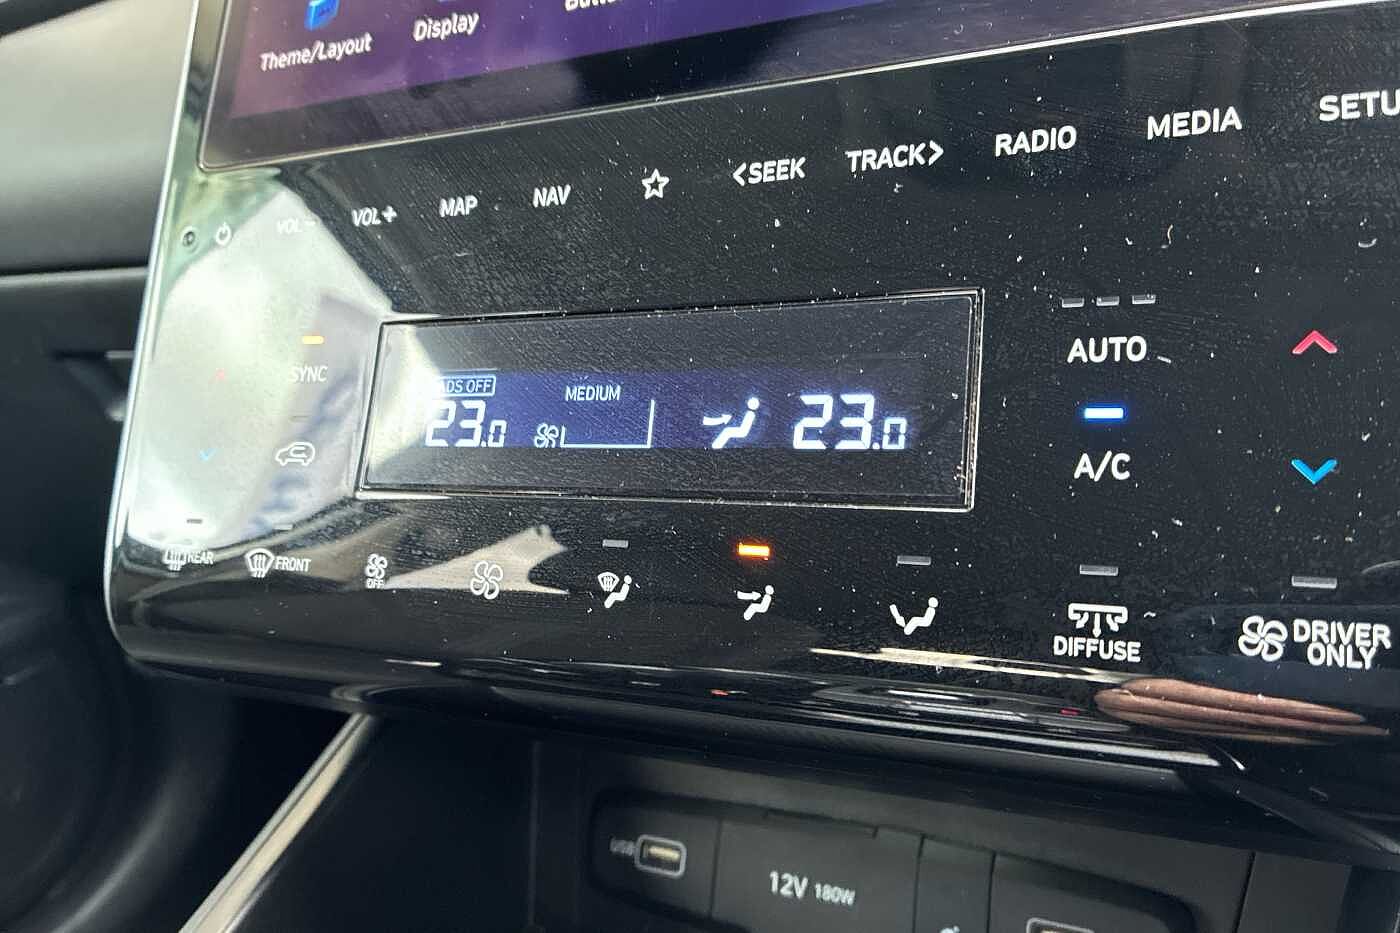 Theme/Layout
Display
VOL −
VOL +
MAP
NAV
<SEEK
TRACK>
RADIO
MEDIA
SYNC
ADS OFF
23.0
MEDIUM
23.0
AUTO
A/C
REAR
FRONT
OFF
DIFFUSE
DRIVER
ONLY
USB
12V 180W